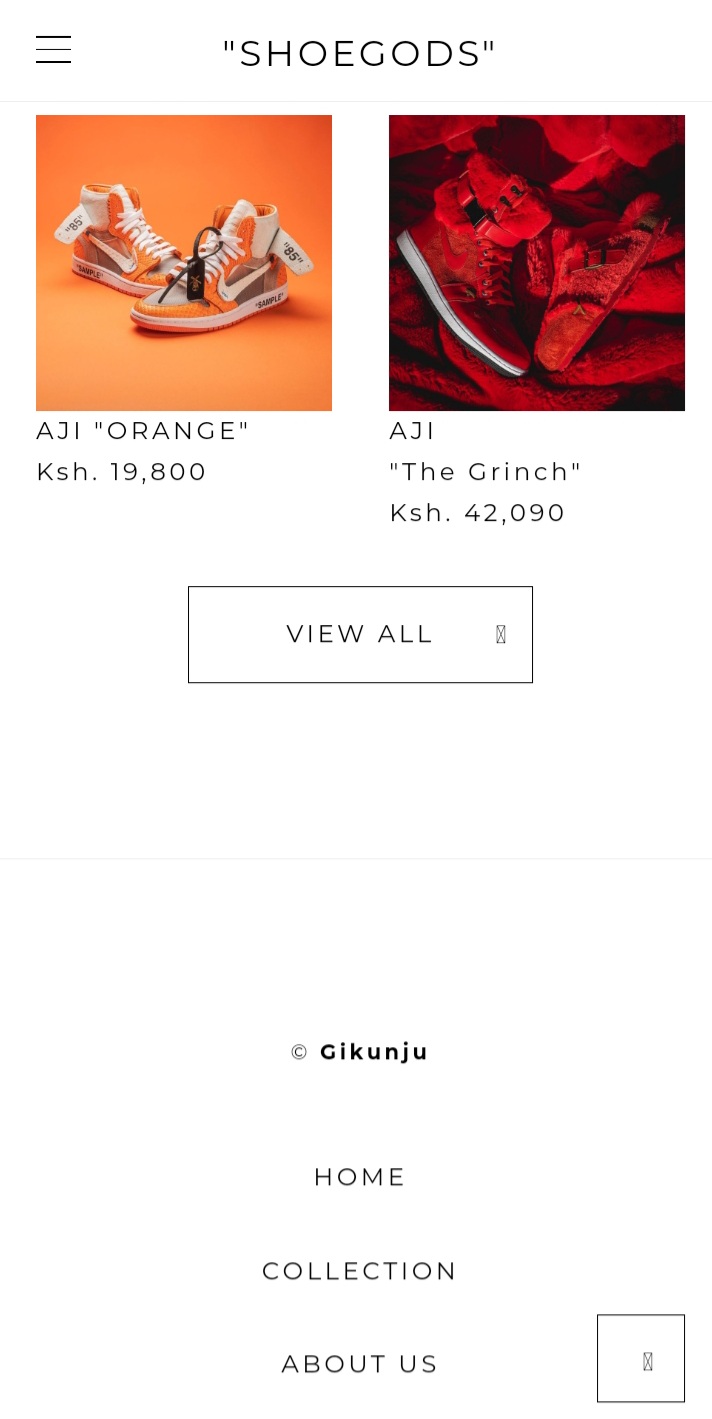 "SHOEGODS"
"85"
"85"
"SAMPLE"
"SAMPLE"
AJI "ORANGE"
Ksh. 19,800
AJI
"The Grinch"
Ksh. 42,090
VIEW ALL
© Gikunju
HOME
COLLECTION
ABOUT US